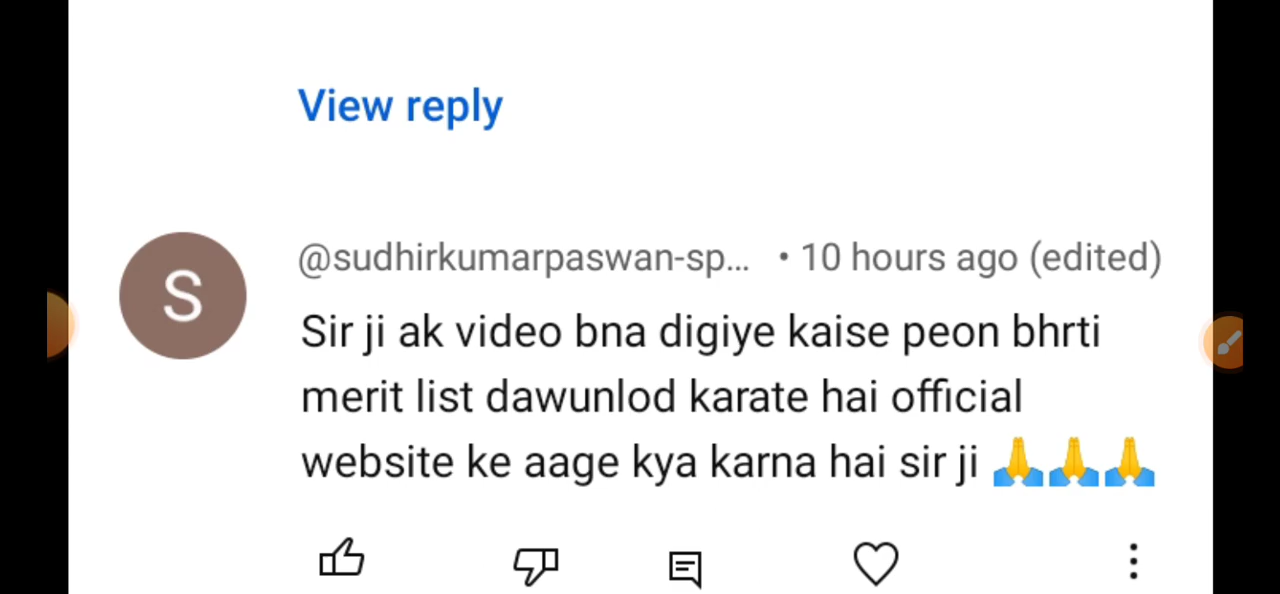 View reply
S
@sudhirkumarpaswan-sp... • 10 hours ago (edited)
Sir ji ak video bna digiye kaise peon bhrti
merit list dawunlod karate hai official
website ke aage kya karna hai sir ji 🙏🙏🙏